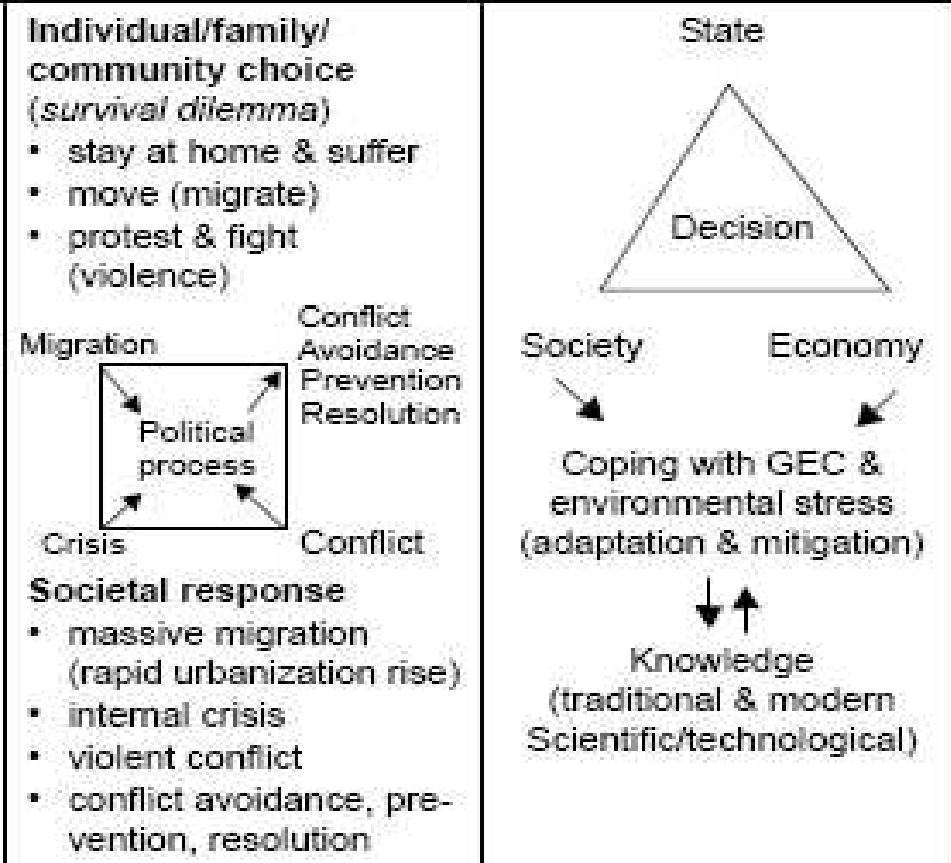 Individual/family/
community choice
(survival dilemma)
• stay at home & suffer
• move (migrate)
• protest & fight
(violence)
Migration
Conflict
Avoidance
Prevention
Resolution
Political
process
Crisis
Conflict
Societal response
• massive migration
(rapid urbanization rise)
• internal crisis
• violent conflict
• conflict avoidance, pre-
vention, resolution
State
Decision
Society
Economy
Coping with GEC &
environmental stress
(adaptation & mitigation)
Knowledge
(traditional & modern
Scientific/technological)